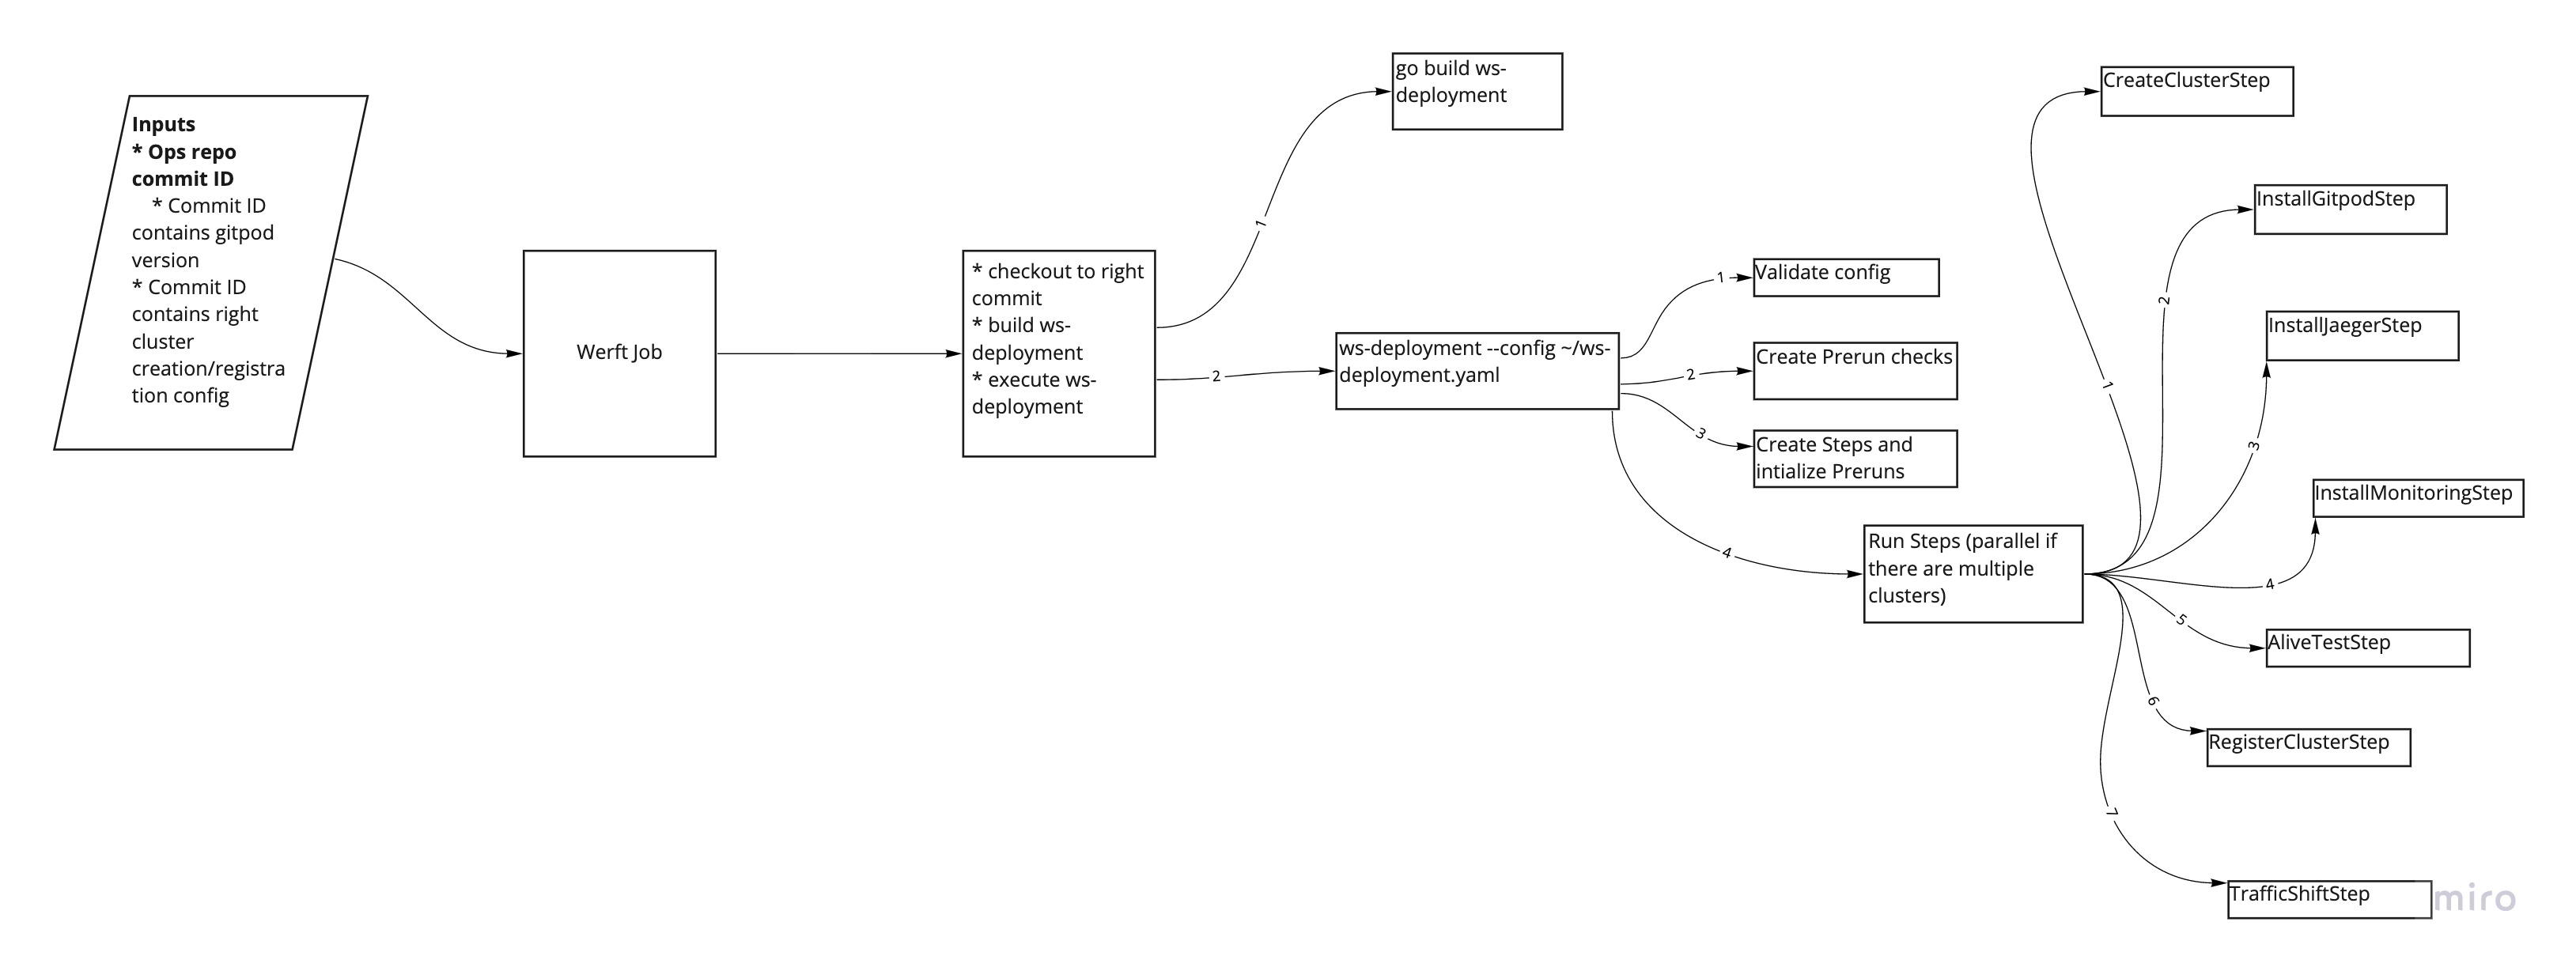 Inputs
* Ops repo
commit ID
* Commit ID
contains gitpod
version
* Commit ID
contains right
cluster
creation/registra
tion config
Werft Job
* checkout to right
commit
* build ws-
deployment
* execute ws-
deployment
1
go build ws-
deployment
2
ws-deployment --config ~/ws-
deployment.yaml
1
Validate config
2
Create Prerun checks
3
Create Steps and
intialize Preruns
4
Run Steps (parallel if
there are multiple
clusters)
1
CreateClusterStep
2
InstallGitpodStep
3
InstallJaegerStep
4
InstallMonitoringStep
5
AliveTestStep
6
RegisterClusterStep
7
TrafficShiftStep
miro